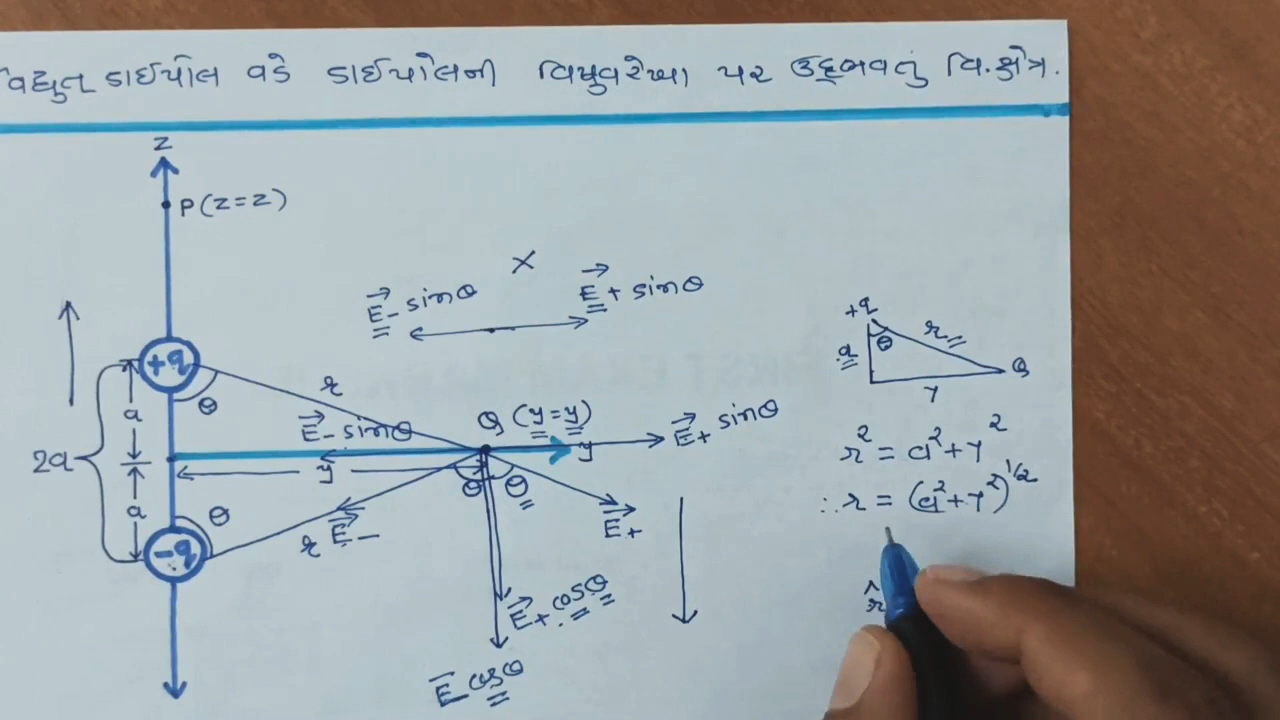 વિદ્યુત ડાઈપોલ વડે ડાઈપોલની વિષુવરેખા પર ઉદ્દભવતું વિ.ક્ષેત્ર.
z
P(z=z)
×
E⃗- sinθ
E⃗+ sinθ
+q
a
θ
r
2a
a
θ
-q
θ
r
E⃗- sinθ
y
Q (y=y)
y
E⃗+ sinθ
θ
θ
r
E⃗-
E⃗+
E⃗+ cosθ
E⃗- cosθ
+q
r
a
θ
Q
y
r² = a² + y²
∴ r = (a² + y²)^1/2
r̂